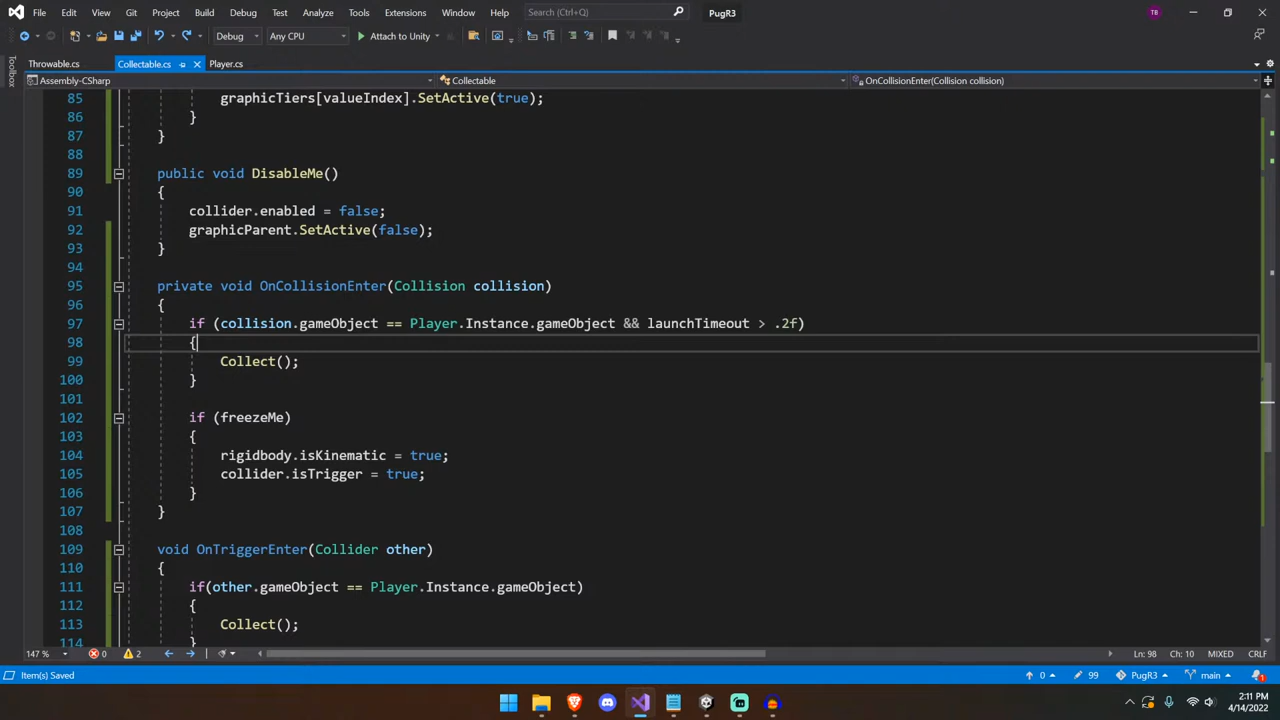 File Edit View Git Project Build Debug Test Analyze Tools Extensions Window Help Search (Ctrl+Q) PugR3 TB
Debug Any CPU Attach to Unity
Throwable.cs Collectable.cs Player.cs
Toolbox
Assembly-CSharp Collectable OnCollisionEnter(Collision collision)
85 graphicTiers[valueIndex].SetActive(true);
86 }
87 }
88
89 public void DisableMe()
90 {
91 collider.enabled = false;
92 graphicParent.SetActive(false);
93 }
94
95 private void OnCollisionEnter(Collision collision)
96 {
97 if (collision.gameObject == Player.Instance.gameObject && launchTimeout > .2f)
98 {
99 Collect();
100 }
101
102 if (freezeMe)
103 {
104 rigidbody.isKinematic = true;
105 collider.isTrigger = true;
106 }
107 }
108
109 void OnTriggerEnter(Collider other)
110 {
111 if(other.gameObject == Player.Instance.gameObject)
112 {
113 Collect();
114 }
147 % 0 2 Ln: 98 Ch: 10 MIXED CRLF
Item(s) Saved 0 99 PugR3 main 1
2:11 PM
4/14/2022